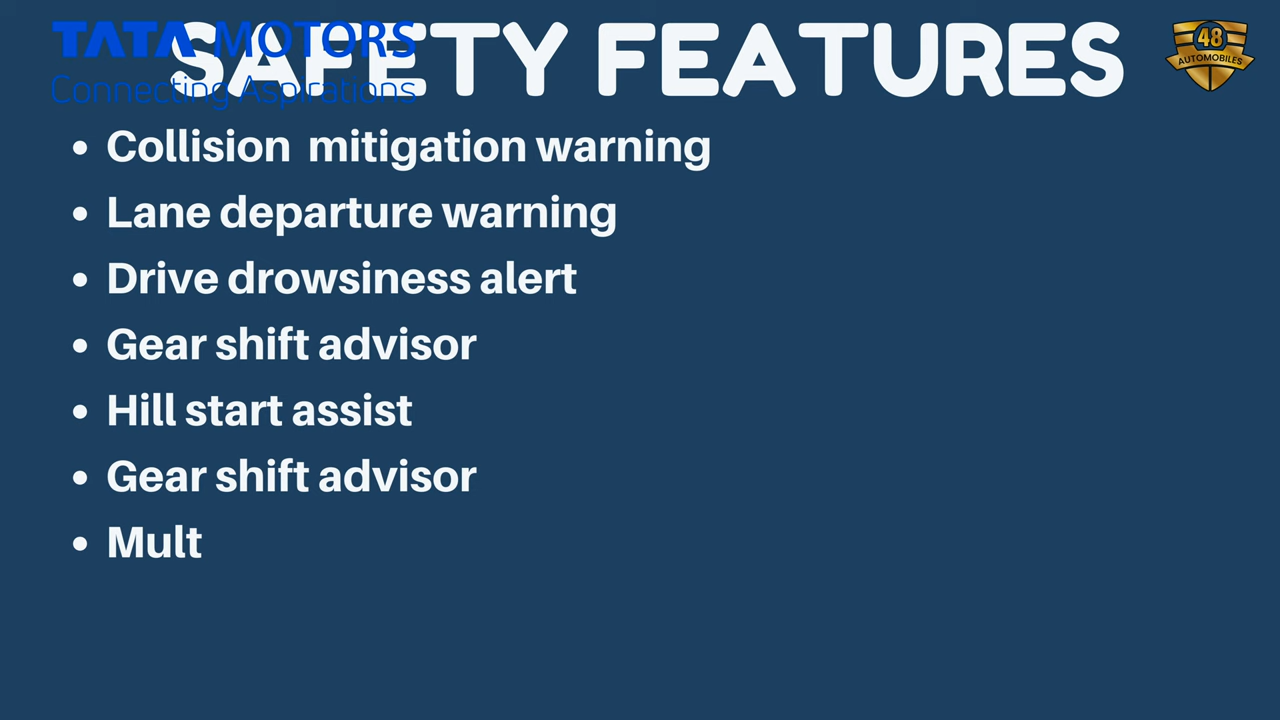 TATA MOTORS
Connecting Aspirations
SAFETY FEATURES
48
AUTOMOBILES
• Collision mitigation warning
• Lane departure warning
• Drive drowsiness alert
• Gear shift advisor
• Hill start assist
• Gear shift advisor
• Mult